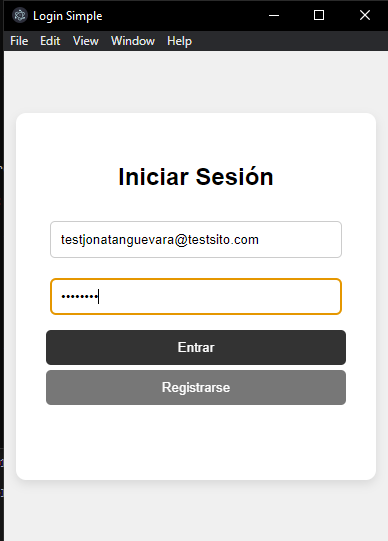 Login Simple
File Edit View Window Help
Iniciar Sesión
testjonatanguevara@testsito.com
••••••••
Entrar
Registrarse